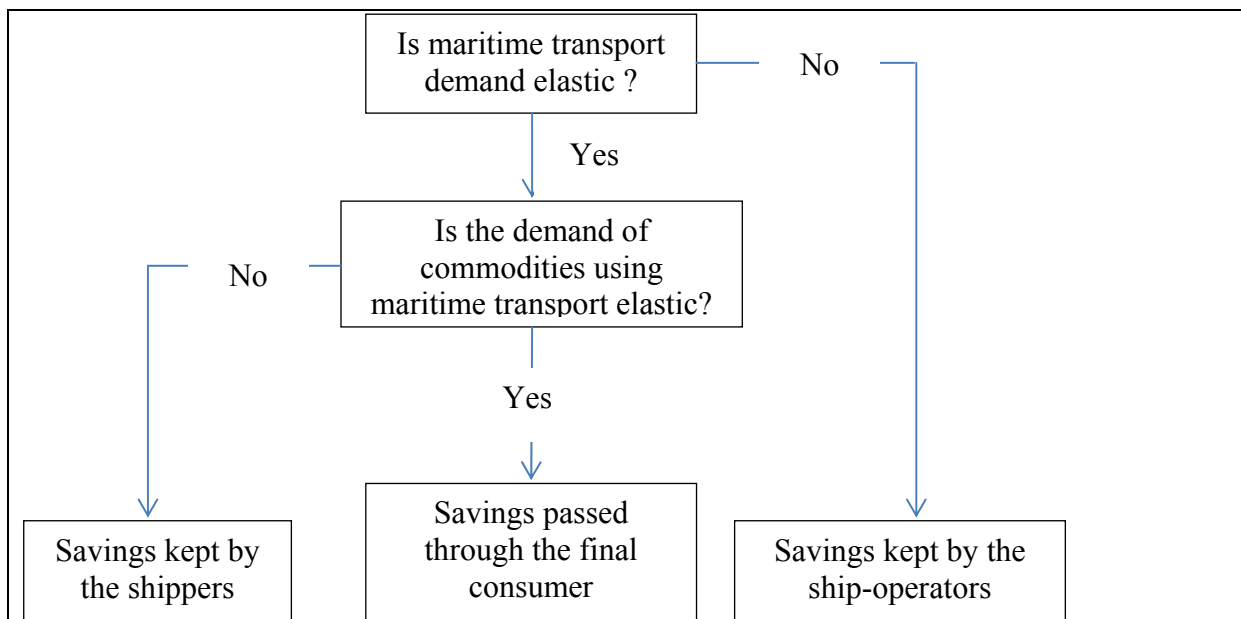 Is maritime transport
demand elastic ?
No
Yes
Is the demand of
commodities using
maritime transport elastic?
No
Yes
Savings kept by
the shippers
Savings passed
through the final
consumer
Savings kept by the
ship-operators